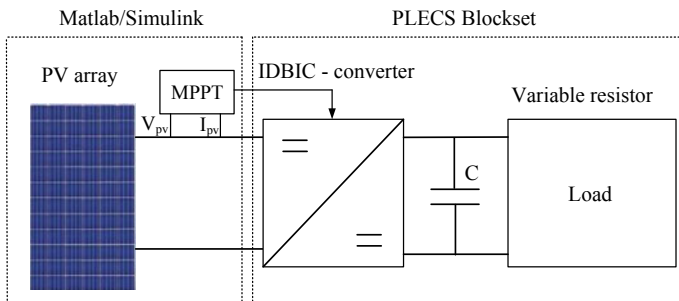 Matlab/Simulink
PLECS Blockset
PV array
IDBIC - converter
MPPT
Variable resistor
Vpv
Ipv
C
Load